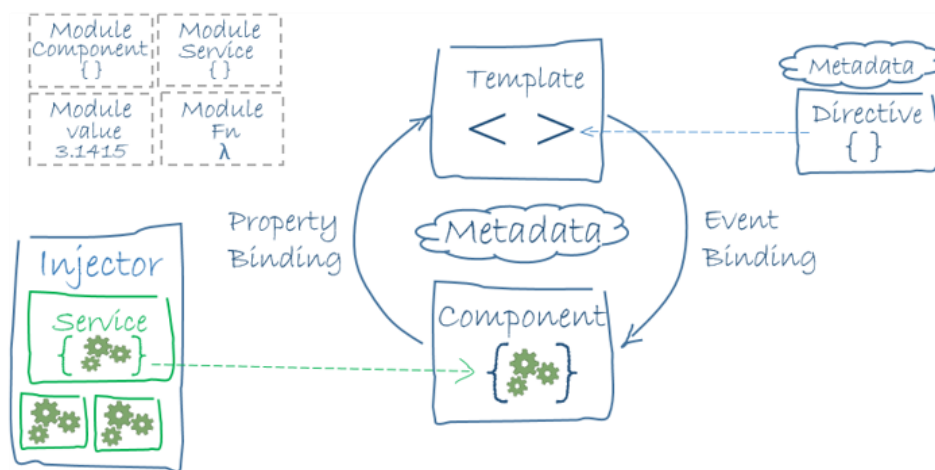 Module
Component
{ }
Module
Service
{ }
Module
value
3.1415
Module
Fn
λ
Template
< >
Metadata
Directive
{ }
Property
Binding
Metadata
Event
Binding
Injector
Service
{ }
Component
{ }